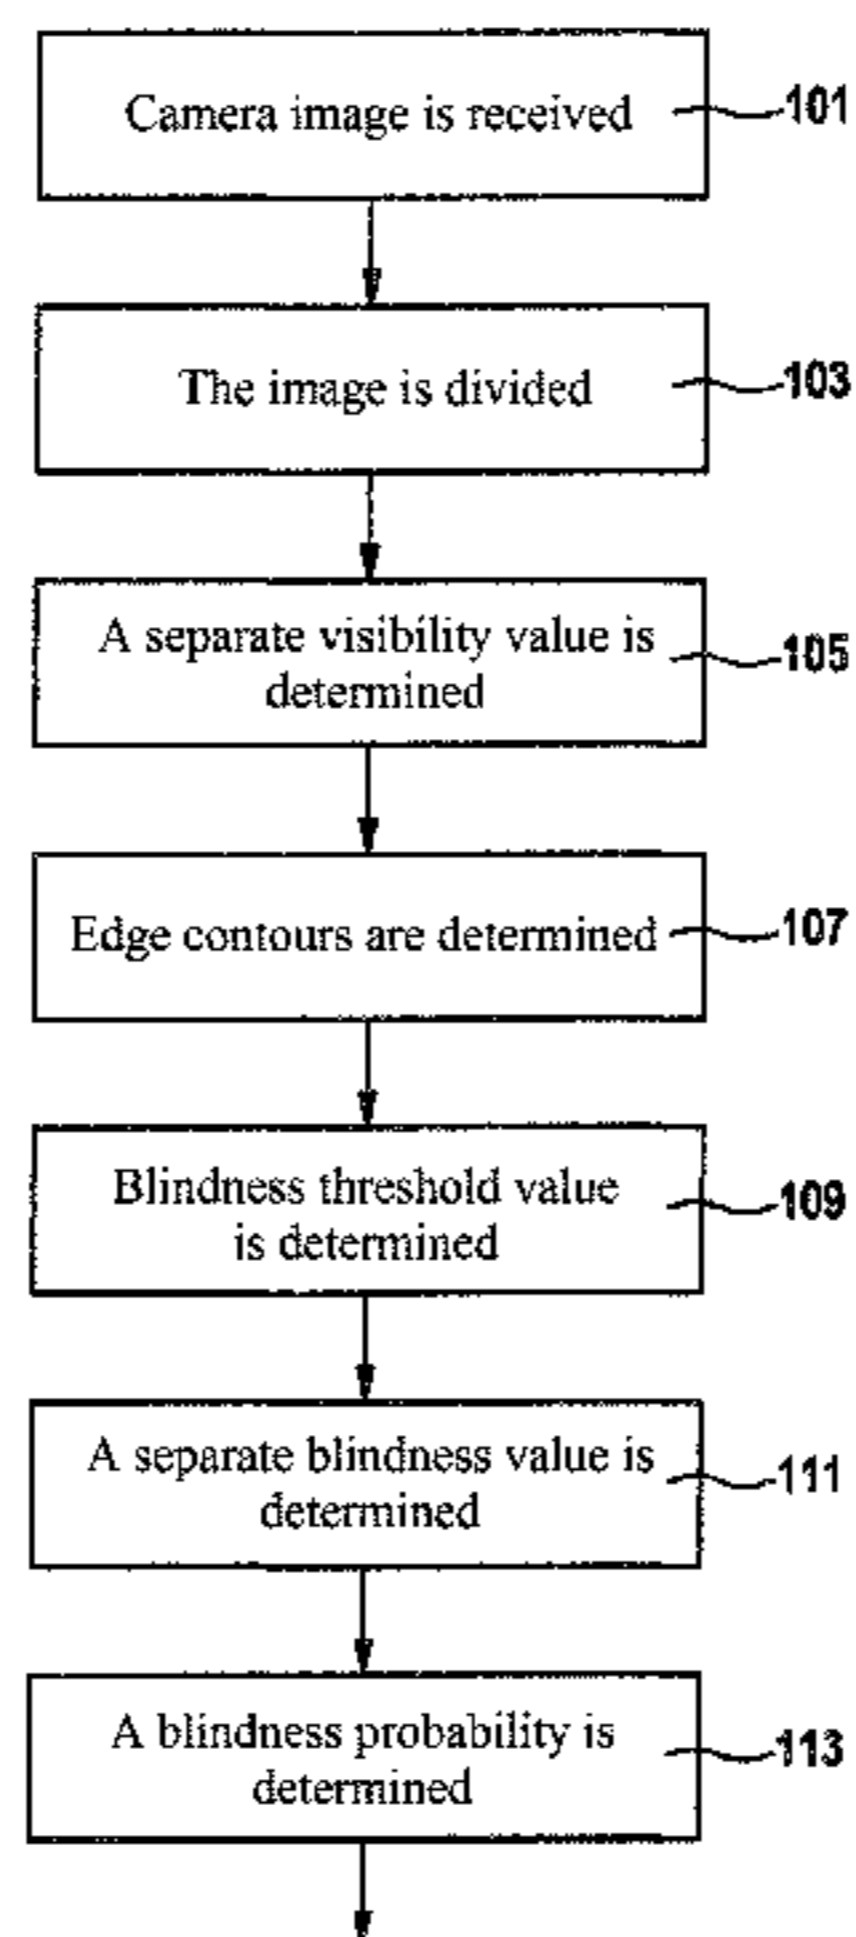 Camera image is received
101
The image is divided
103
A separate visibility value is
determined
105
Edge contours are determined
107
Blindness threshold value
is determined
109
A separate blindness value is
determined
111
A blindness probability is
determined
113